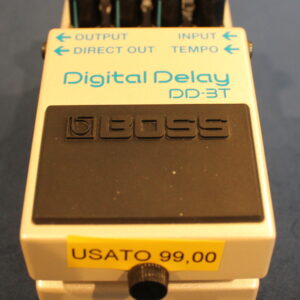 ← OUTPUT INPUT ←
← DIRECT OUT TEMPO ←
Digital Delay
DD-3T
BOSS
USATO 99,00